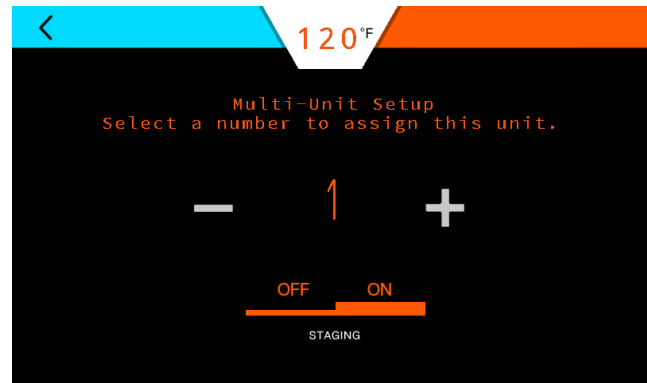 120°F
Multi-Unit Setup
Select a number to assign this unit.
− 1 +
OFF ON
STAGING